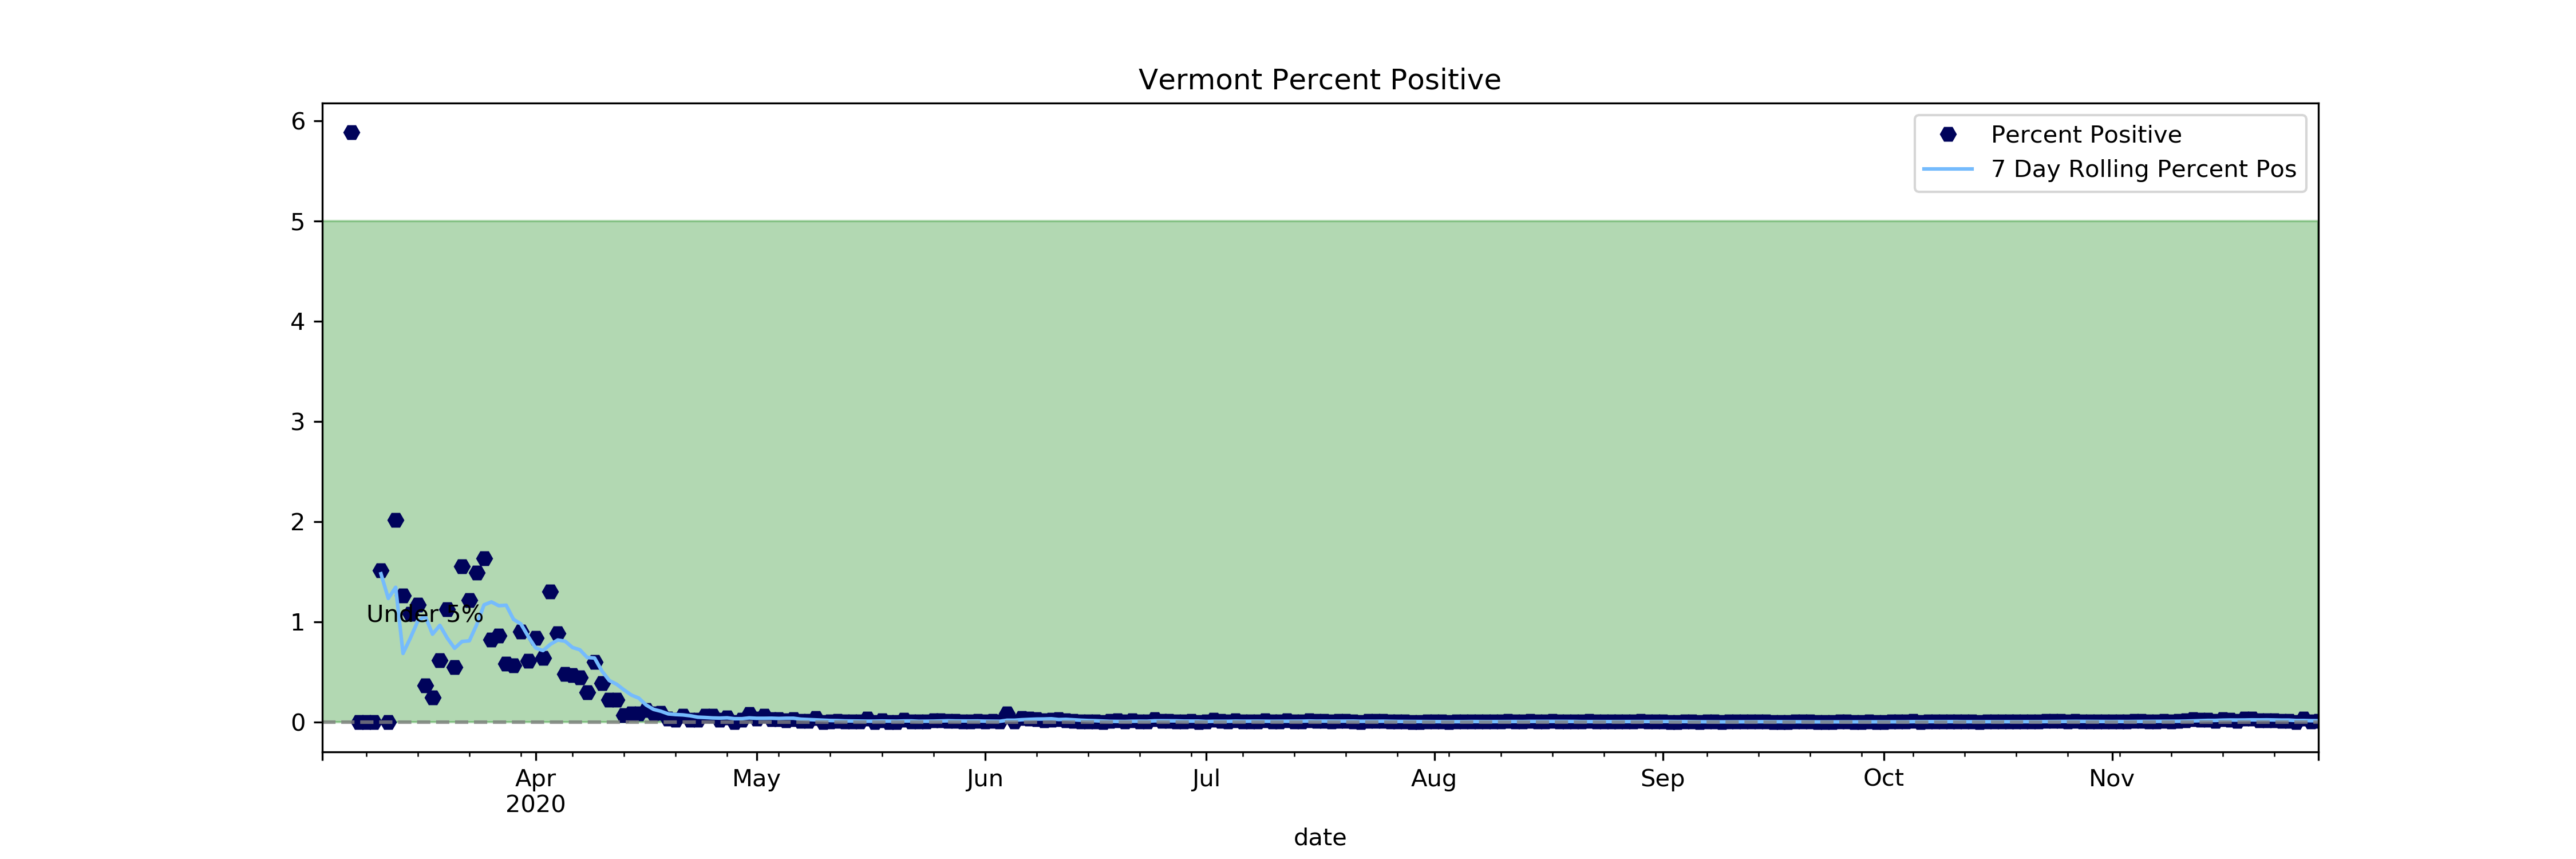 Vermont Percent Positive
6
5
4
3
2
1
0
Percent Positive
7 Day Rolling Percent Pos
Under 5%
Apr
2020
May
Jun
Jul
Aug
Sep
Oct
Nov
date